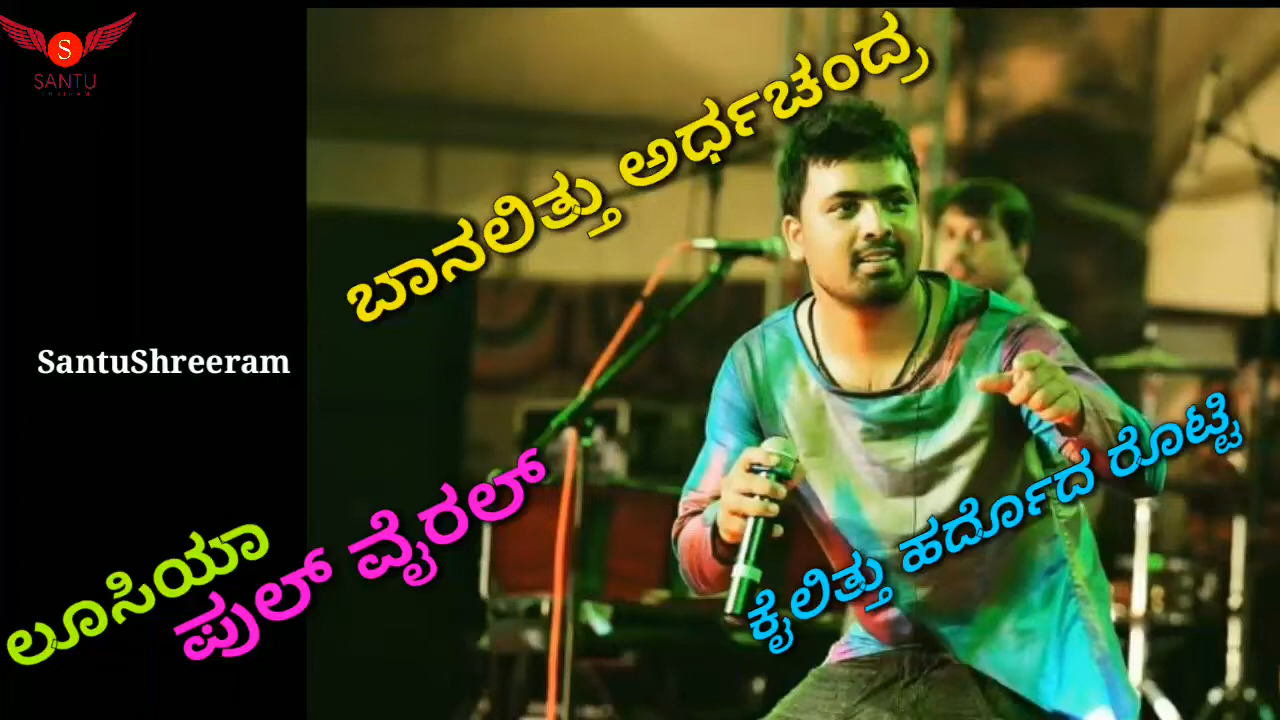 S
SANTU
ಬಾನಲಿತ್ತು ಅರ್ಧಚಂದ್ರ
SantuShreeram
ಕೈಲಿತ್ತು ಹರ್ದೋದ ರೊಟ್ಟಿ
ಲೂಸಿಯಾ
ಫುಲ್ ವೈರಲ್